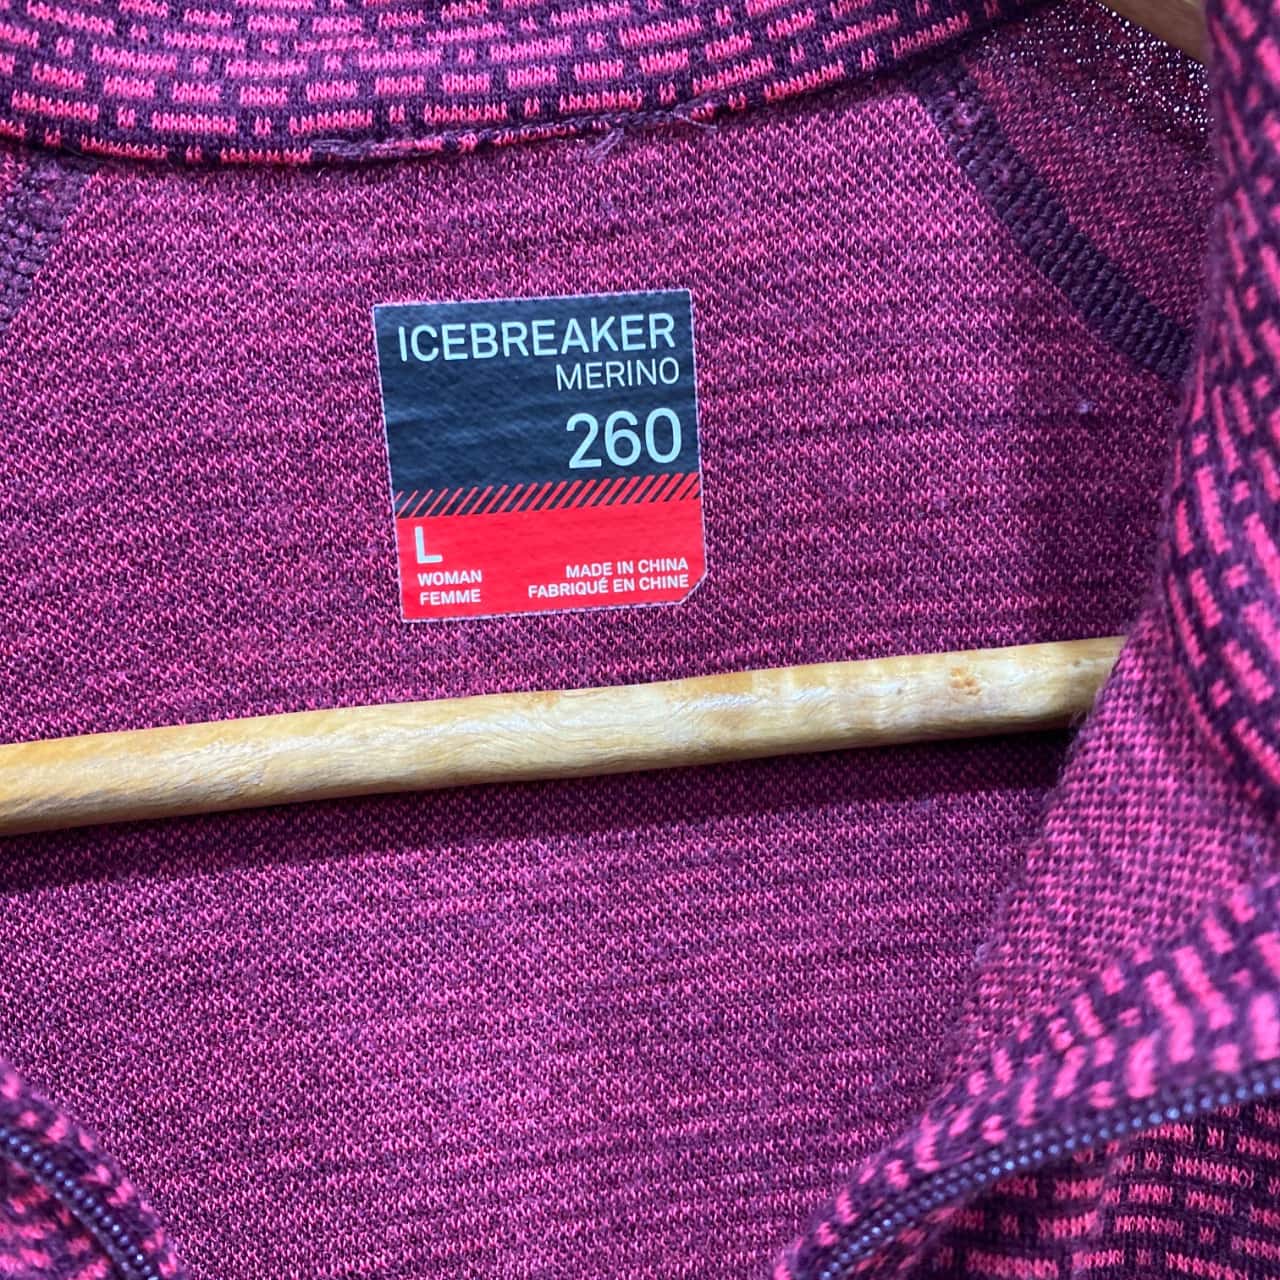 ICEBREAKER
MERINO
260
L
WOMAN
FEMME
MADE IN CHINA
FABRIQUÉ EN CHINE